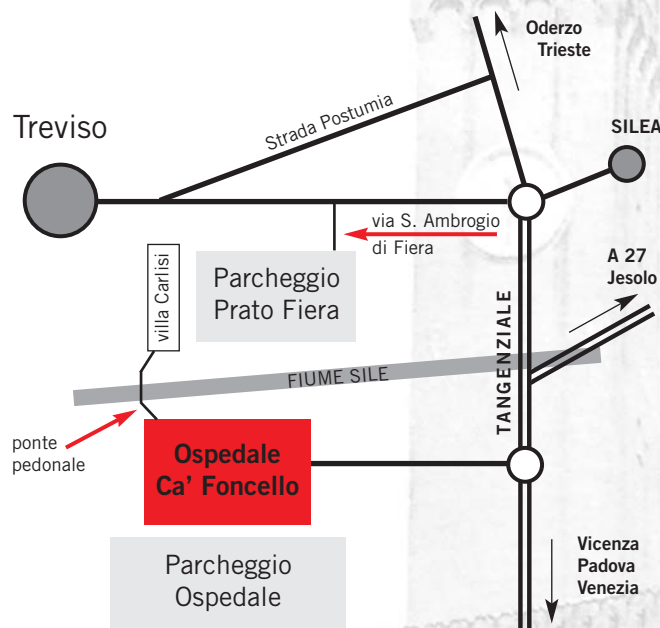 Oderzo
Trieste
Treviso
Strada Postumia
SILEA
via S. Ambrogio
di Fiera
villa Carlisi
Parcheggio
Prato Fiera
A 27
Jesolo
TANGENZIALE
FIUME SILE
ponte
pedonale
Ospedale
Ca' Foncello
Parcheggio
Ospedale
Vicenza
Padova
Venezia